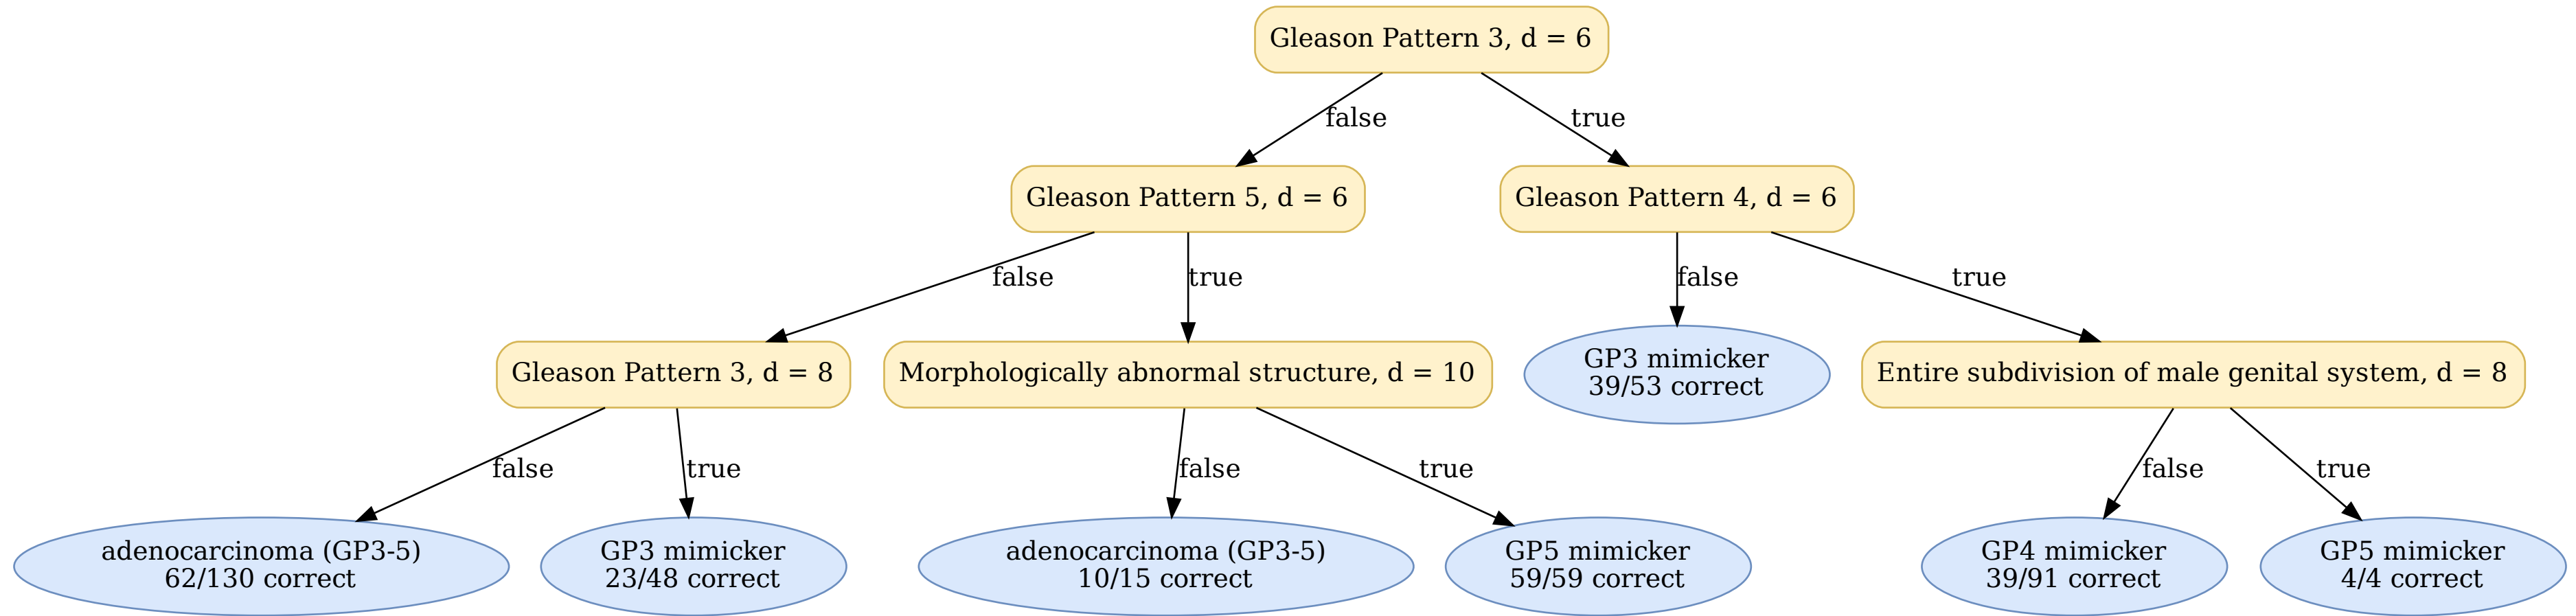 Gleason Pattern 3, d = 6
false
true
Gleason Pattern 5, d = 6
Gleason Pattern 4, d = 6
false
true
false
true
Gleason Pattern 3, d = 8
Morphologically abnormal structure, d = 10
GP3 mimicker
39/53 correct
Entire subdivision of male genital system, d = 8
false
true
false
true
false
true
adenocarcinoma (GP3-5)
62/130 correct
GP3 mimicker
23/48 correct
adenocarcinoma (GP3-5)
10/15 correct
GP5 mimicker
59/59 correct
GP4 mimicker
39/91 correct
GP5 mimicker
4/4 correct